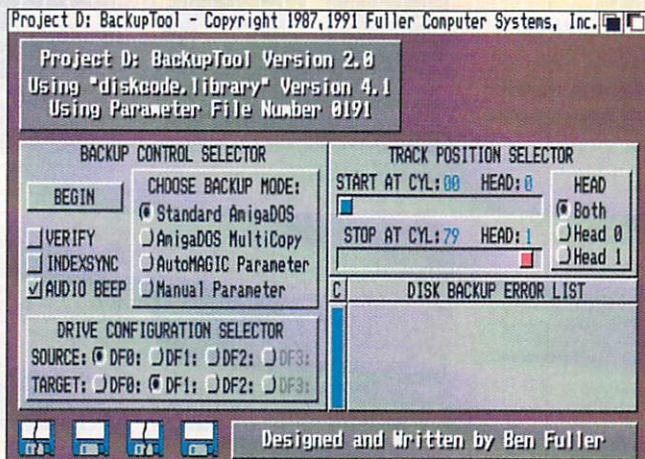 Project D: BackupTool - Copyright 1987,1991 Fuller Computer Systems, Inc.
Project D: BackupTool Version 2.0
Using "diskcode.library" Version 4.1
Using Parameter File Number 0191
BACKUP CONTROL SELECTOR
BEGIN
VERIFY
INDEXSYNC
AUDIO BEEP
CHOOSE BACKUP MODE:
Standard AmigaDOS
AmigaDOS MultiCopy
AutoMAGIC Parameter
Manual Parameter
DRIVE CONFIGURATION SELECTOR
SOURCE: DF0: DF1: DF2: DF3:
TARGET: DF0: DF1: DF2: DF3:
TRACK POSITION SELECTOR
START AT CYL:00 HEAD:0
STOP AT CYL:79 HEAD:1
HEAD
Both
Head 0
Head 1
C DISK BACKUP ERROR LIST
Designed and Written by Ben Fuller